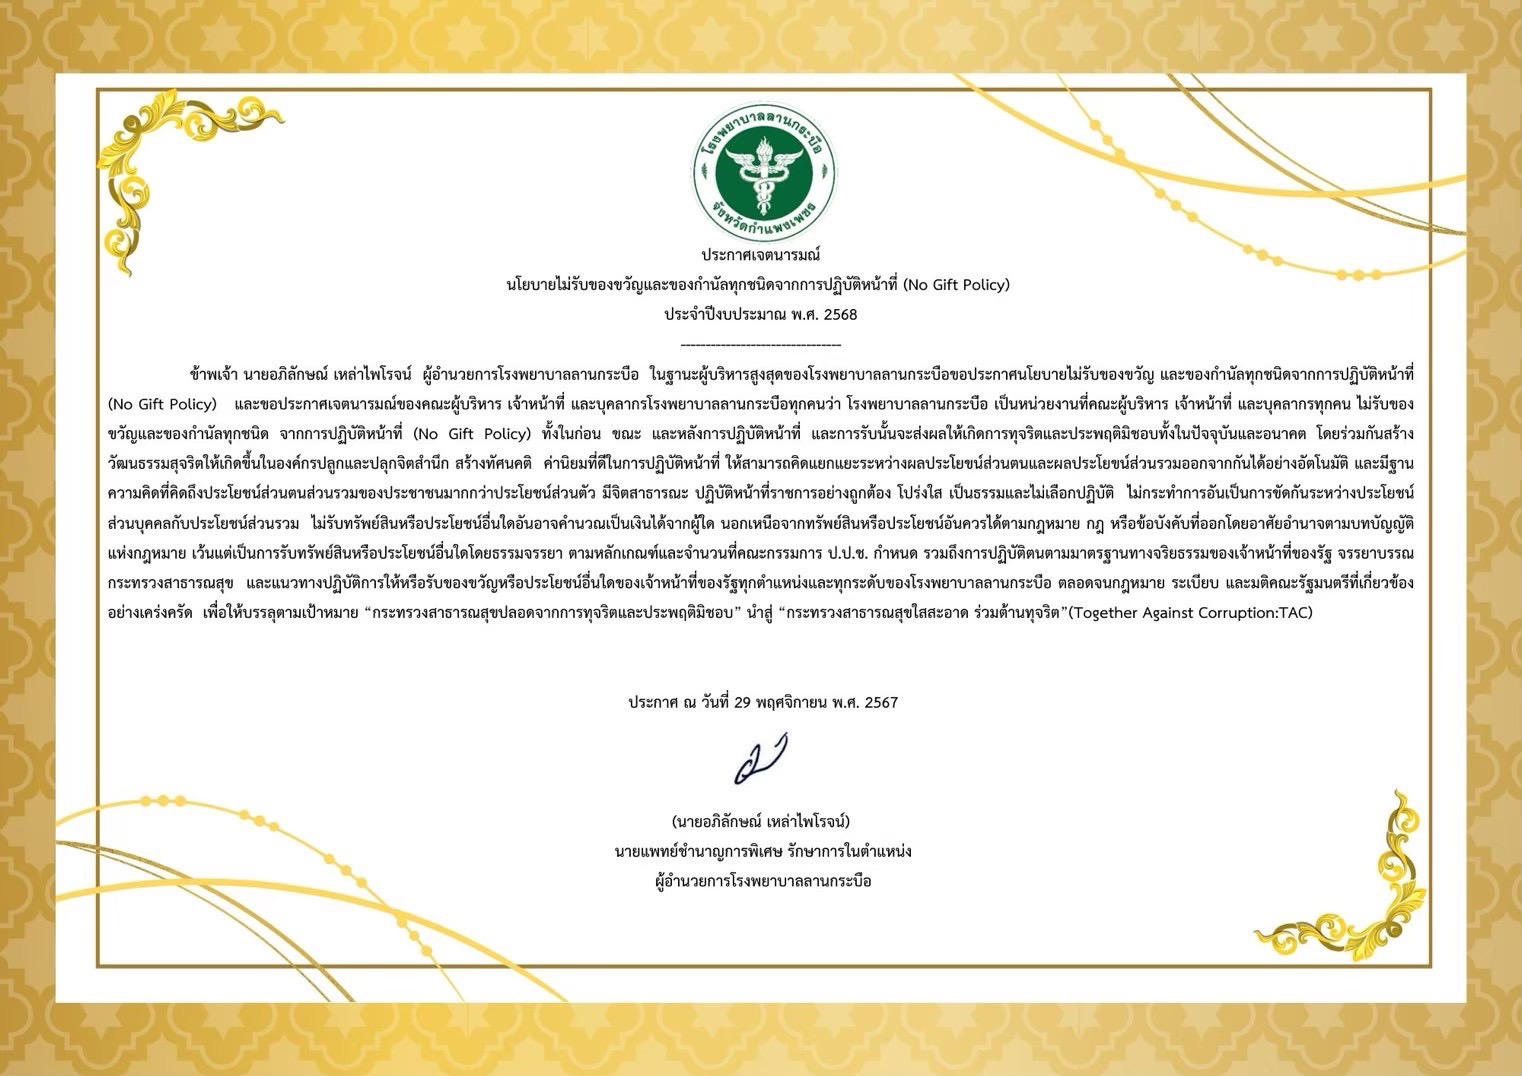 โรงพยาบาลลานกระบือ
จังหวัดกำแพงเพชร
ประกาศเจตนารมณ์
นโยบายไม่รับของขวัญและของกำนัลทุกชนิดจากการปฏิบัติหน้าที่ (No Gift Policy)
ประจำปีงบประมาณ พ.ศ. 2568
--------------------------------
ข้าพเจ้า นายอภิลักษณ์ เหล่าไพโรจน์ ผู้อำนวยการโรงพยาบาลลานกระบือ ในฐานะผู้บริหารสูงสุดของโรงพยาบาลลานกระบือขอประกาศนโยบายไม่รับของขวัญ และของกำนัลทุกชนิดจากการปฏิบัติหน้าที่
(No Gift Policy) และขอประกาศเจตนารมณ์ของคณะผู้บริหาร เจ้าหน้าที่ และบุคลากรโรงพยาบาลลานกระบือทุกคนว่า โรงพยาบาลลานกระบือ เป็นหน่วยงานที่คณะผู้บริหาร เจ้าหน้าที่ และบุคลากรทุกคน ไม่รับของ
ขวัญและของกำนัลทุกชนิด จากการปฏิบัติหน้าที่ (No Gift Policy) ทั้งในก่อน ขณะ และหลังการปฏิบัติหน้าที่ และการรับนั้นจะส่งผลให้เกิดการทุจริตและประพฤติมิชอบทั้งในปัจจุบันและอนาคต โดยร่วมกันสร้าง
วัฒนธรรมสุจริตให้เกิดขึ้นในองค์กรปลูกและปลุกจิตสำนึก สร้างทัศนคติ ค่านิยมที่ดีในการปฏิบัติหน้าที่ ให้สามารถคิดแยกแยะระหว่างผลประโยขน์ส่วนตนและผลประโยขน์ส่วนรวมออกจากกันได้อย่างอัตโนมัติ และมีฐาน
ความคิดที่คิดถึงประโยชน์ส่วนตนส่วนรวมของประชาชนมากกว่าประโยชน์ส่วนตัว มีจิตสาธารณะ ปฏิบัติหน้าที่ราชการอย่างถูกต้อง โปร่งใส เป็นธรรมและไม่เลือกปฏิบัติ ไม่กระทำการอันเป็นการขัดกันระหว่างประโยชน์
ส่วนบุคคลกับประโยชน์ส่วนรวม ไม่รับทรัพย์สินหรือประโยชน์อื่นใดอันอาจคำนวณเป็นเงินได้จากผู้ใด นอกเหนือจากทรัพย์สินหรือประโยชน์อันควรได้ตามกฎหมาย กฎ หรือข้อบังคับที่ออกโดยอาศัยอำนาจตามบทบัญญัติ
แห่งกฎหมาย เว้นแต่เป็นการรับทรัพย์สินหรือประโยชน์อื่นใดโดยธรรมจรรยา ตามหลักเกณฑ์และจำนวนที่คณะกรรมการ ป.ป.ช. กำหนด รวมถึงการปฏิบัติตนตามมาตรฐานทางจริยธรรมของเจ้าหน้าที่ของรัฐ จรรยาบรรณ
กระทรวงสาธารณสุข และแนวทางปฏิบัติการให้หรือรับของขวัญหรือประโยชน์อื่นใดของเจ้าหน้าที่ของรัฐทุกตำแหน่งและทุกระดับของโรงพยาบาลลานกระบือ ตลอดจนกฎหมาย ระเบียบ และมติคณะรัฐมนตรีที่เกี่ยวข้อง
อย่างเคร่งครัด เพื่อให้บรรลุตามเป้าหมาย “กระทรวงสาธารณสุขปลอดจากการทุจริตและประพฤติมิชอบ” นำสู่ “กระทรวงสาธารณสุขใสสะอาด ร่วมต้านทุจริต”(Together Against Corruption:TAC)
ประกาศ ณ วันที่ 29 พฤศจิกายน พ.ศ. 2567
(นายอภิลักษณ์ เหล่าไพโรจน์)
นายแพทย์ชำนาญการพิเศษ รักษาการในตำแหน่ง
ผู้อำนวยการโรงพยาบาลลานกระบือ